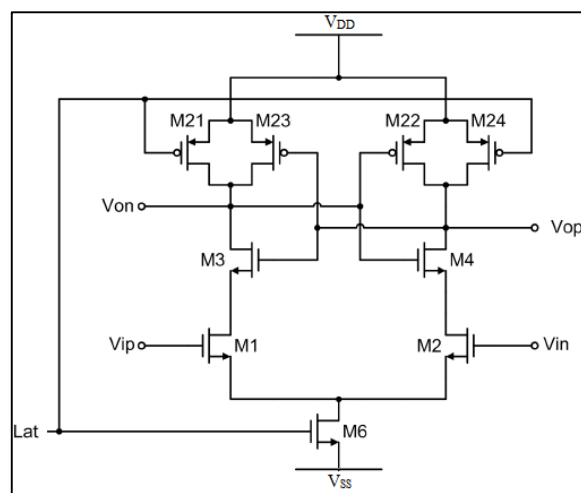 VDD
M21 M23 M22 M24
Von
Vop
M3 M4
Vip M1 M2 Vin
Lat
M6
VSS